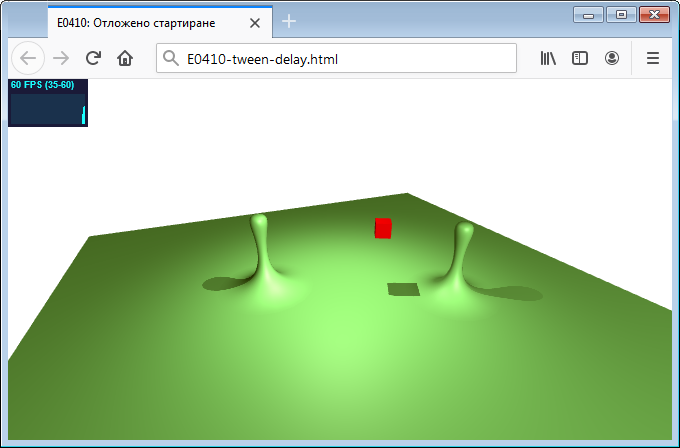 E0410: Отложено стартиране
E0410-tween-delay.html
60 FPS (35-60)